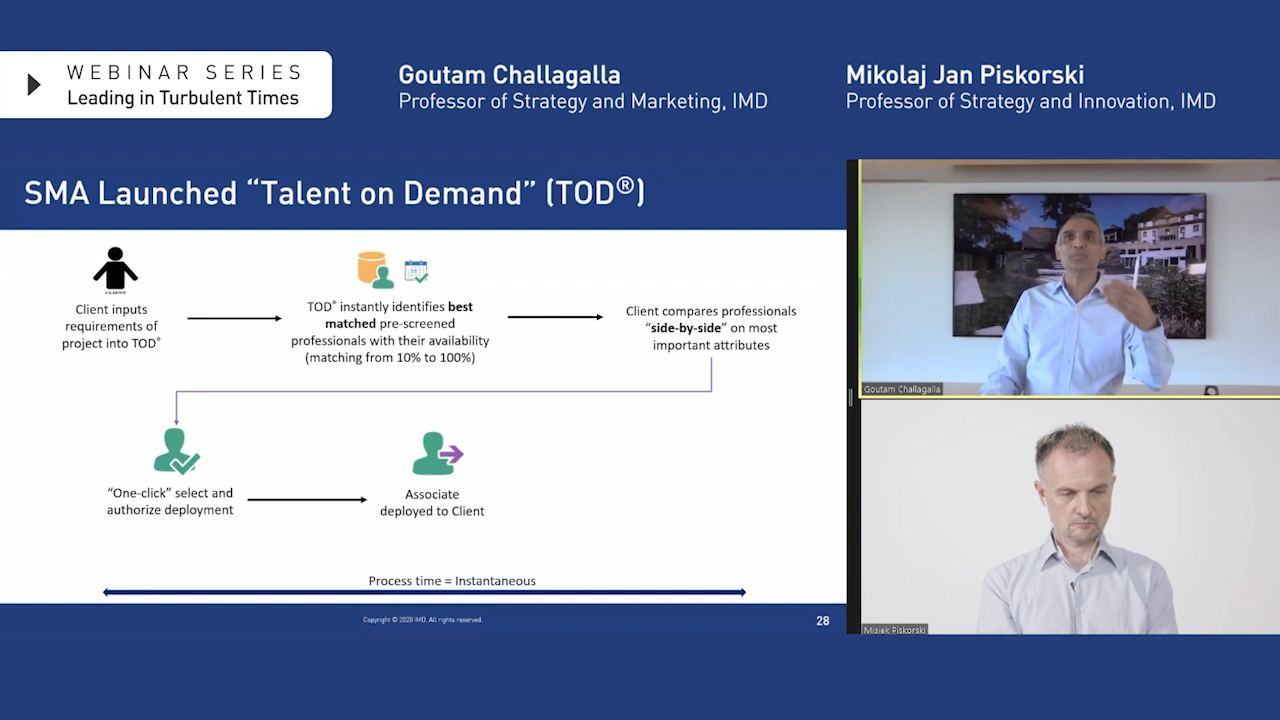 WEBINAR SERIES
Leading in Turbulent Times
Goutam Challagalla
Professor of Strategy and Marketing, IMD
Mikolaj Jan Piskorski
Professor of Strategy and Innovation, IMD
SMA Launched “Talent on Demand” (TOD®)
CLIENT
Client inputs
requirements of
project into TOD®
TOD® instantly identifies best
matched pre-screened
professionals with their availability
(matching from 10% to 100%)
Client compares professionals
“side-by-side” on most
important attributes
“One-click” select and
authorize deployment
Associate
deployed to Client
Process time = Instantaneous
Copyright © 2020 IMD. All rights reserved.
28
Goutam Challagalla
Misiek Piskorski